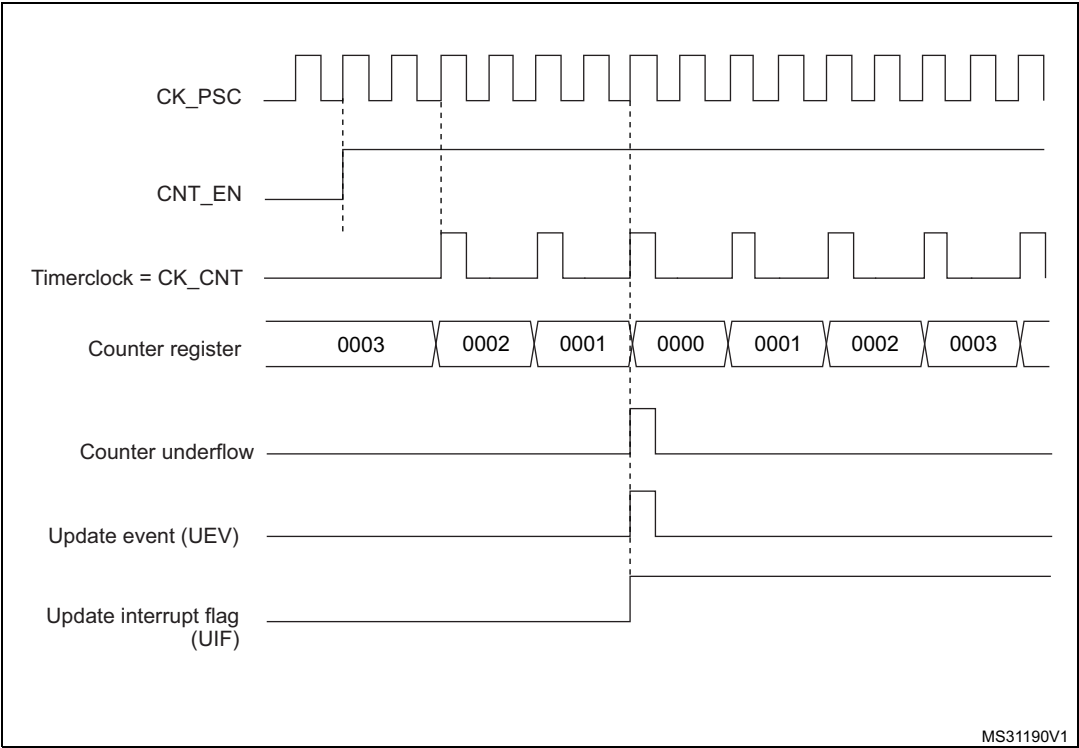 CK_PSC
CNT_EN
Timerclock = CK_CNT
Counter register 0003 0002 0001 0000 0001 0002 0003
Counter underflow
Update event (UEV)
Update interrupt flag
(UIF)
MS31190V1